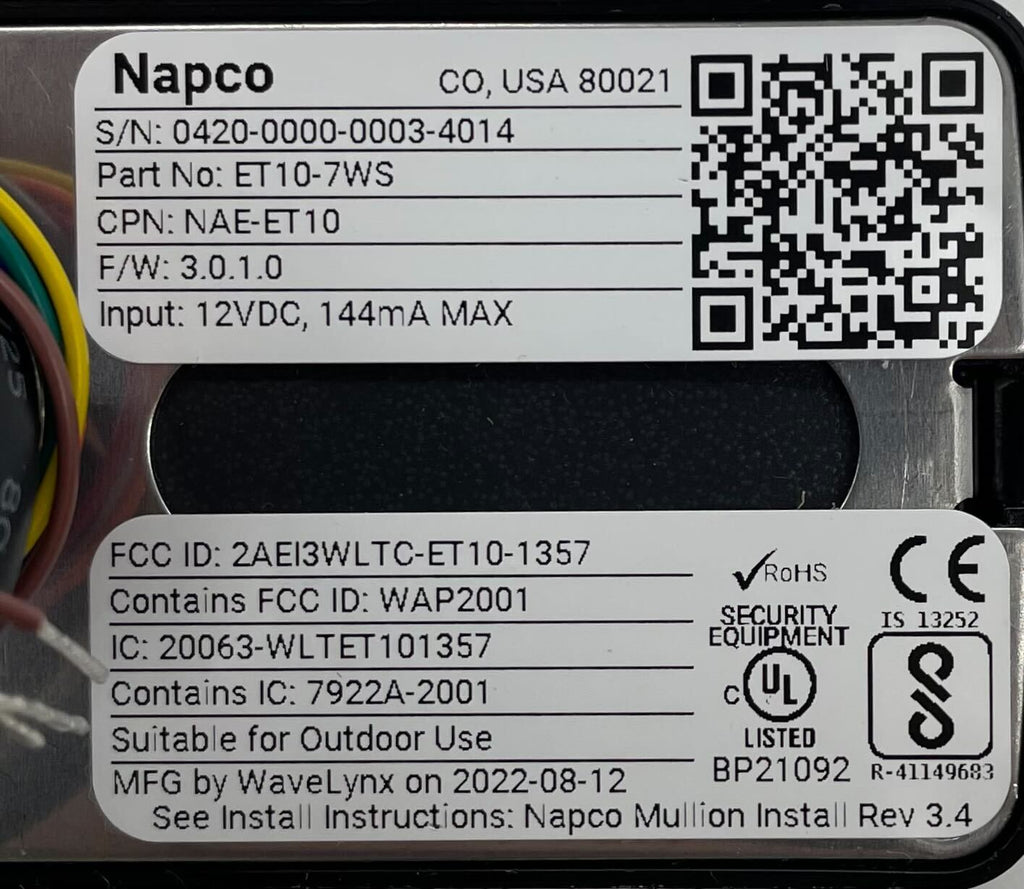 Napco
CO, USA 80021
S/N: 0420-0000-0003-4014
Part No: ET10-7WS
CPN: NAE-ET10
F/W: 3.0.1.0
Input: 12VDC, 144mA MAX
FCC ID: 2AEI3WLTC-ET10-1357
Contains FCC ID: WAP2001
IC: 20063-WLTET101357
Contains IC: 7922A-2001
Suitable for Outdoor Use
MFG by WaveLynx on 2022-08-12
See Install Instructions: Napco Mullion Install Rev 3.4
RoHS
CE
SECURITY
EQUIPMENT
C UL
LISTED
BP21092
IS 13252
R-41149683